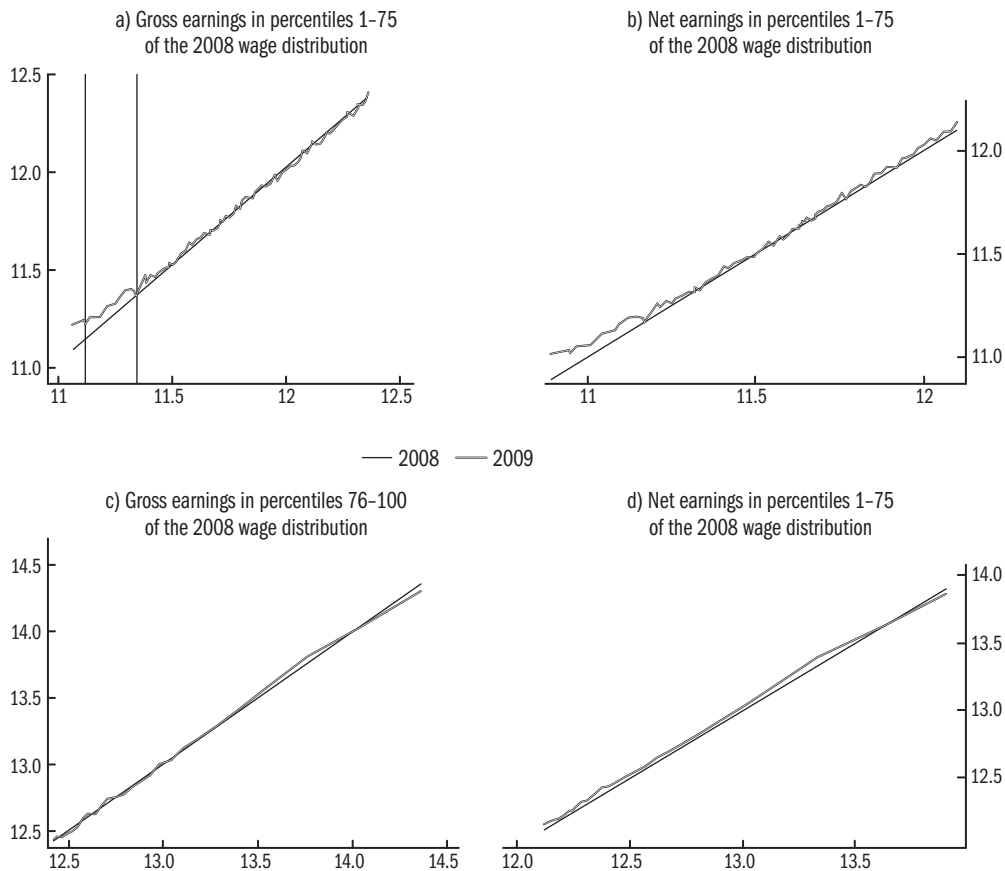 a) Gross earnings in percentiles 1–75
of the 2008 wage distribution
12.5
12.0
11.5
11.0
11 11.5 12 12.5
b) Net earnings in percentiles 1–75
of the 2008 wage distribution
12.0
11.5
11.0
11 11.5 12
2008 2009
c) Gross earnings in percentiles 76–100
of the 2008 wage distribution
14.5
14.0
13.5
13.0
12.5
12.5 13.0 13.5 14.0 14.5
d) Net earnings in percentiles 1–75
of the 2008 wage distribution
14.0
13.5
13.0
12.5
12.0 12.5 13.0 13.5